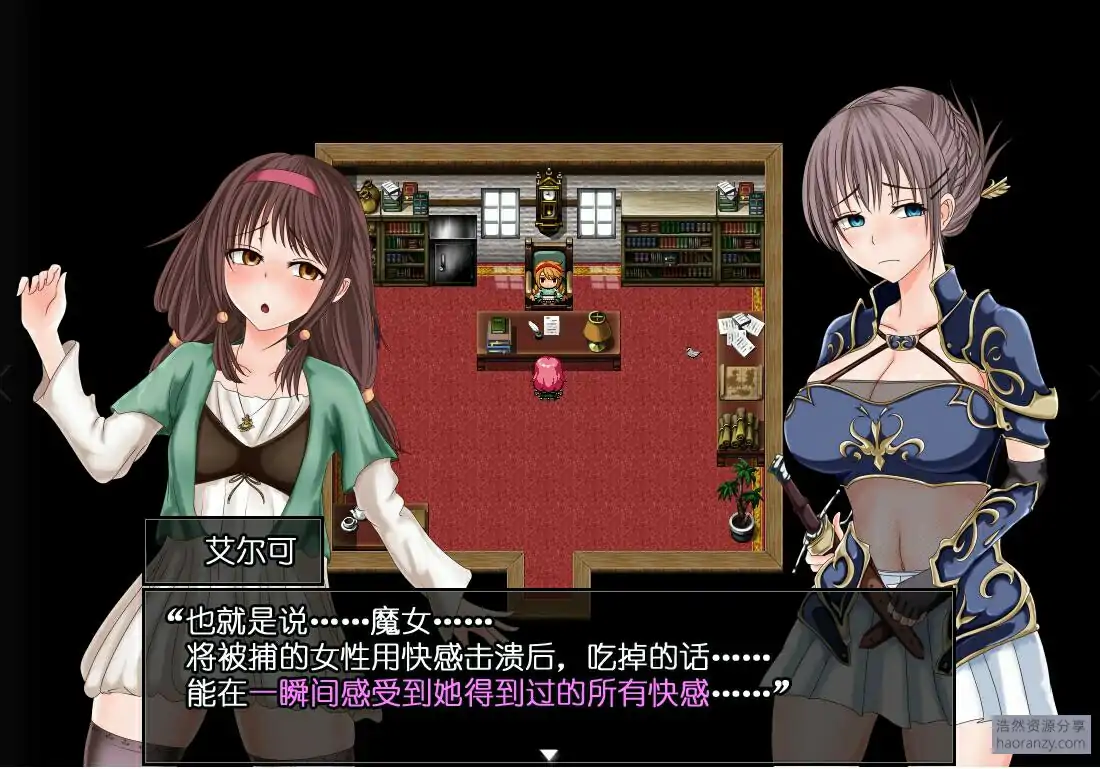 艾尔可
“也就是说……魔女……
将被捕的女性用快感击溃后，吃掉的话……
能在一瞬间感受到她得到过的所有快感……”
浩然资源分享
haoranzy.com